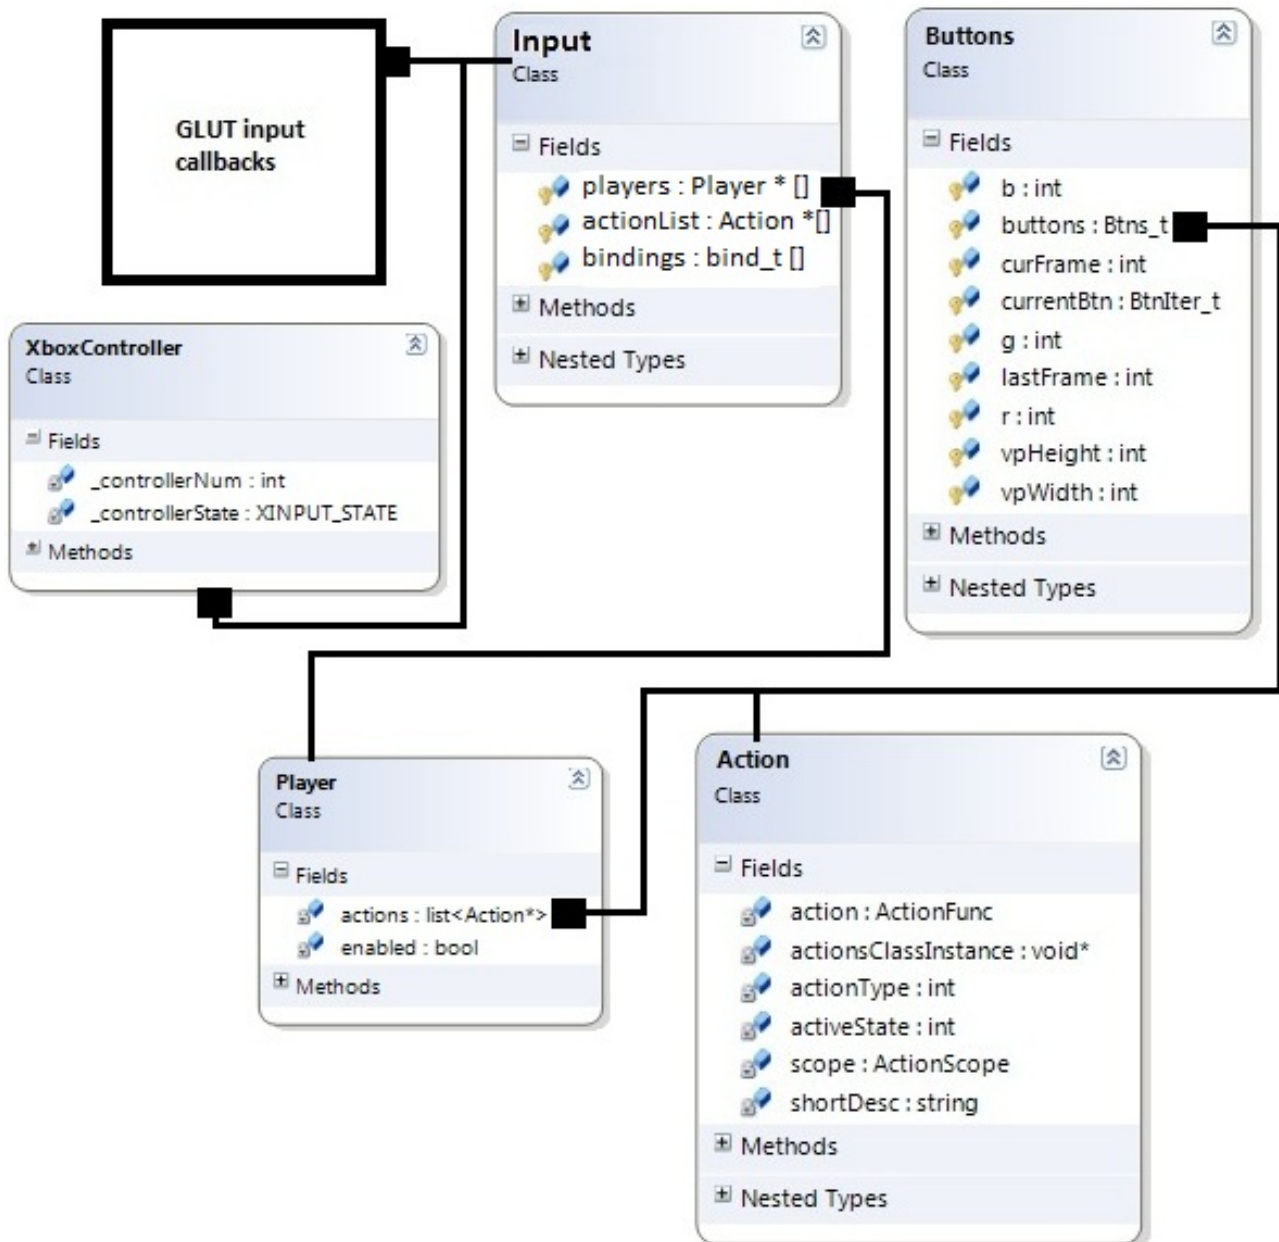 GLUT input
callbacks
Input
Class
Fields
players : Player * []
actionList : Action *[]
bindings : bind_t []
Methods
Nested Types
Buttons
Class
Fields
b : int
buttons : Btns_t
curFrame : int
currentBtn : BtnIter_t
g : int
lastFrame : int
r : int
vpHeight : int
vpWidth : int
Methods
Nested Types
XboxController
Class
Fields
_controllerNum : int
_controllerState : XINPUT_STATE
Methods
Player
Class
Fields
actions : list<Action*>
enabled : bool
Methods
Action
Class
Fields
action : ActionFunc
actionsClassInstance : void*
actionType : int
activeState : int
scope : ActionScope
shortDesc : string
Methods
Nested Types